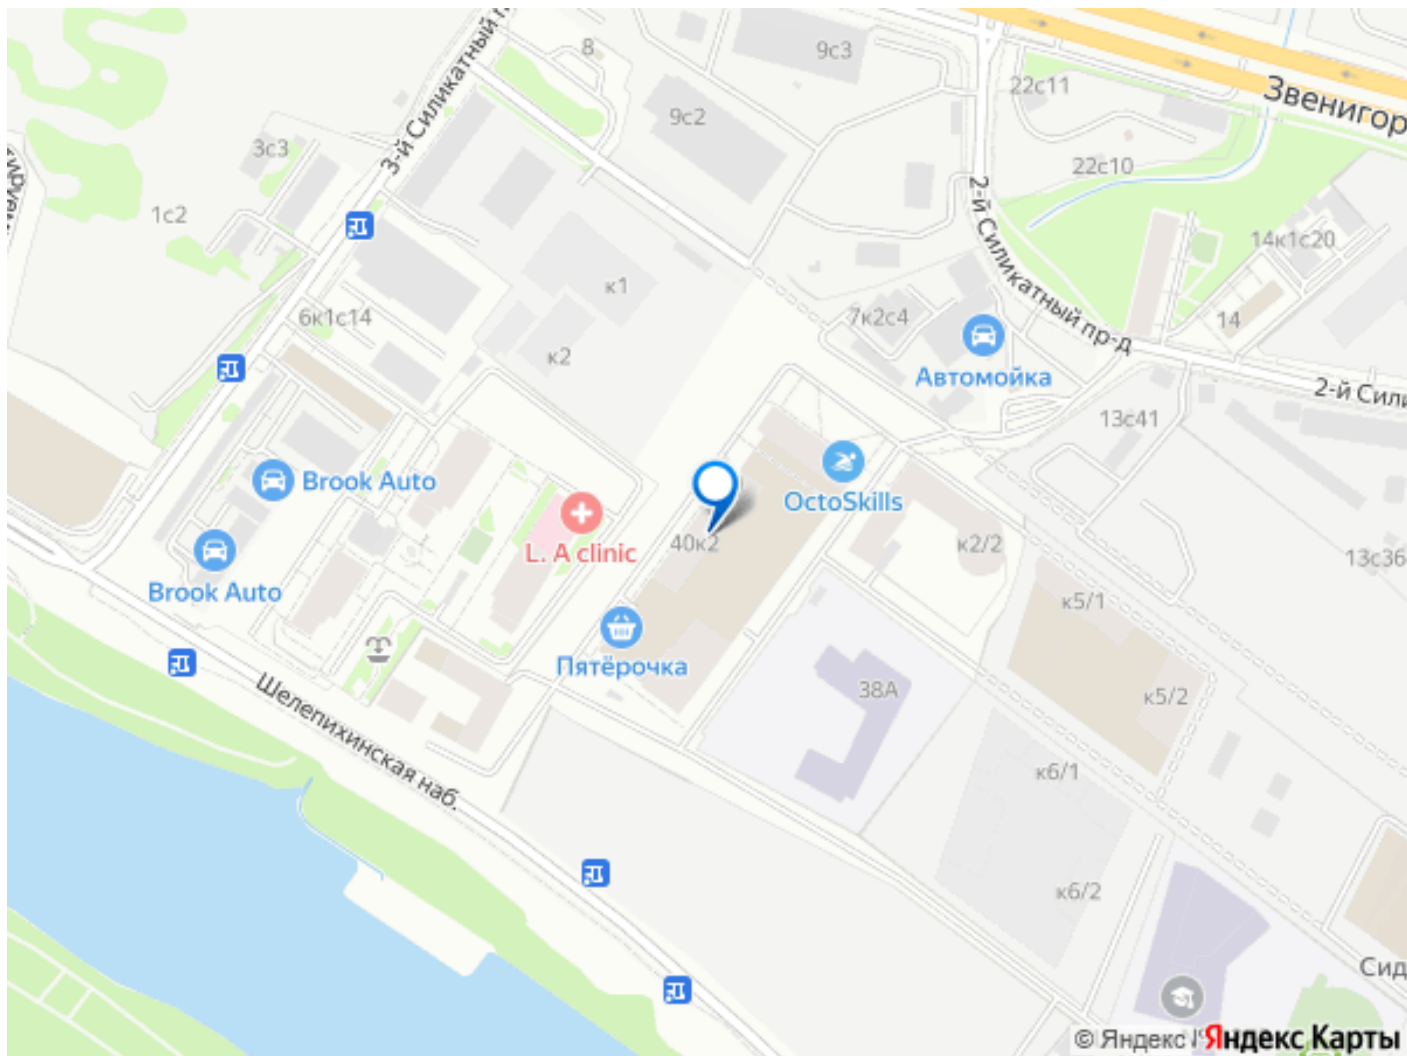 8
9с3
22с11
Звенигор
9с2
3-й Силикатный п
3с3
22с10
2-й Силикатный пр-д
1с2
14к1с20
к1
6к1с14
7к2с4
14
к2
Автомойка
2-й Сили
13с41
Brook Auto
OctoSkills
40к2
L. A clinic
к2/2
13с36
Brook Auto
к5/1
Пятёрочка
38А
к5/2
Шелепихинская наб.
к6/1
к6/2
Сид
© Яндекс
Яндекс Карты